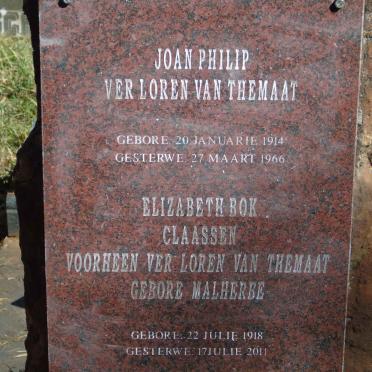 JOAN PHILIP
VER LOREN VAN THEMAAT
GEBORE: 20 JANUARIE 1914
GESTERWE: 27 MAART 1966
ELIZABETH BOK
CLAASSEN
VOORHEEN VER LOREN VAN THEMAAT
GEBORE MALHERBE
GEBORE: 22 JULIE 1918
GESTERWE: 17 JULIE 2011